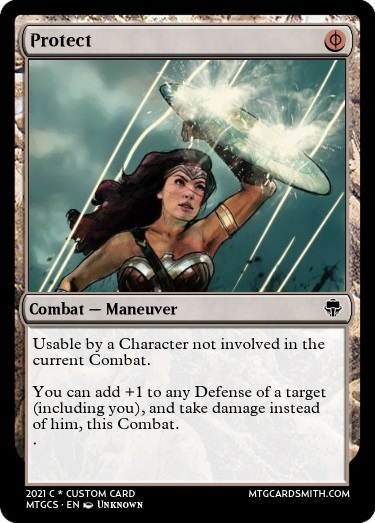 Protect
Combat — Maneuver
Usable by a Character not involved in the
current Combat.
You can add +1 to any Defense of a target
(including you), and take damage instead
of him, this Combat.
.
2021 C * CUSTOM CARD
MTGCS · EN Unknown
MTGCARDSMITH.COM